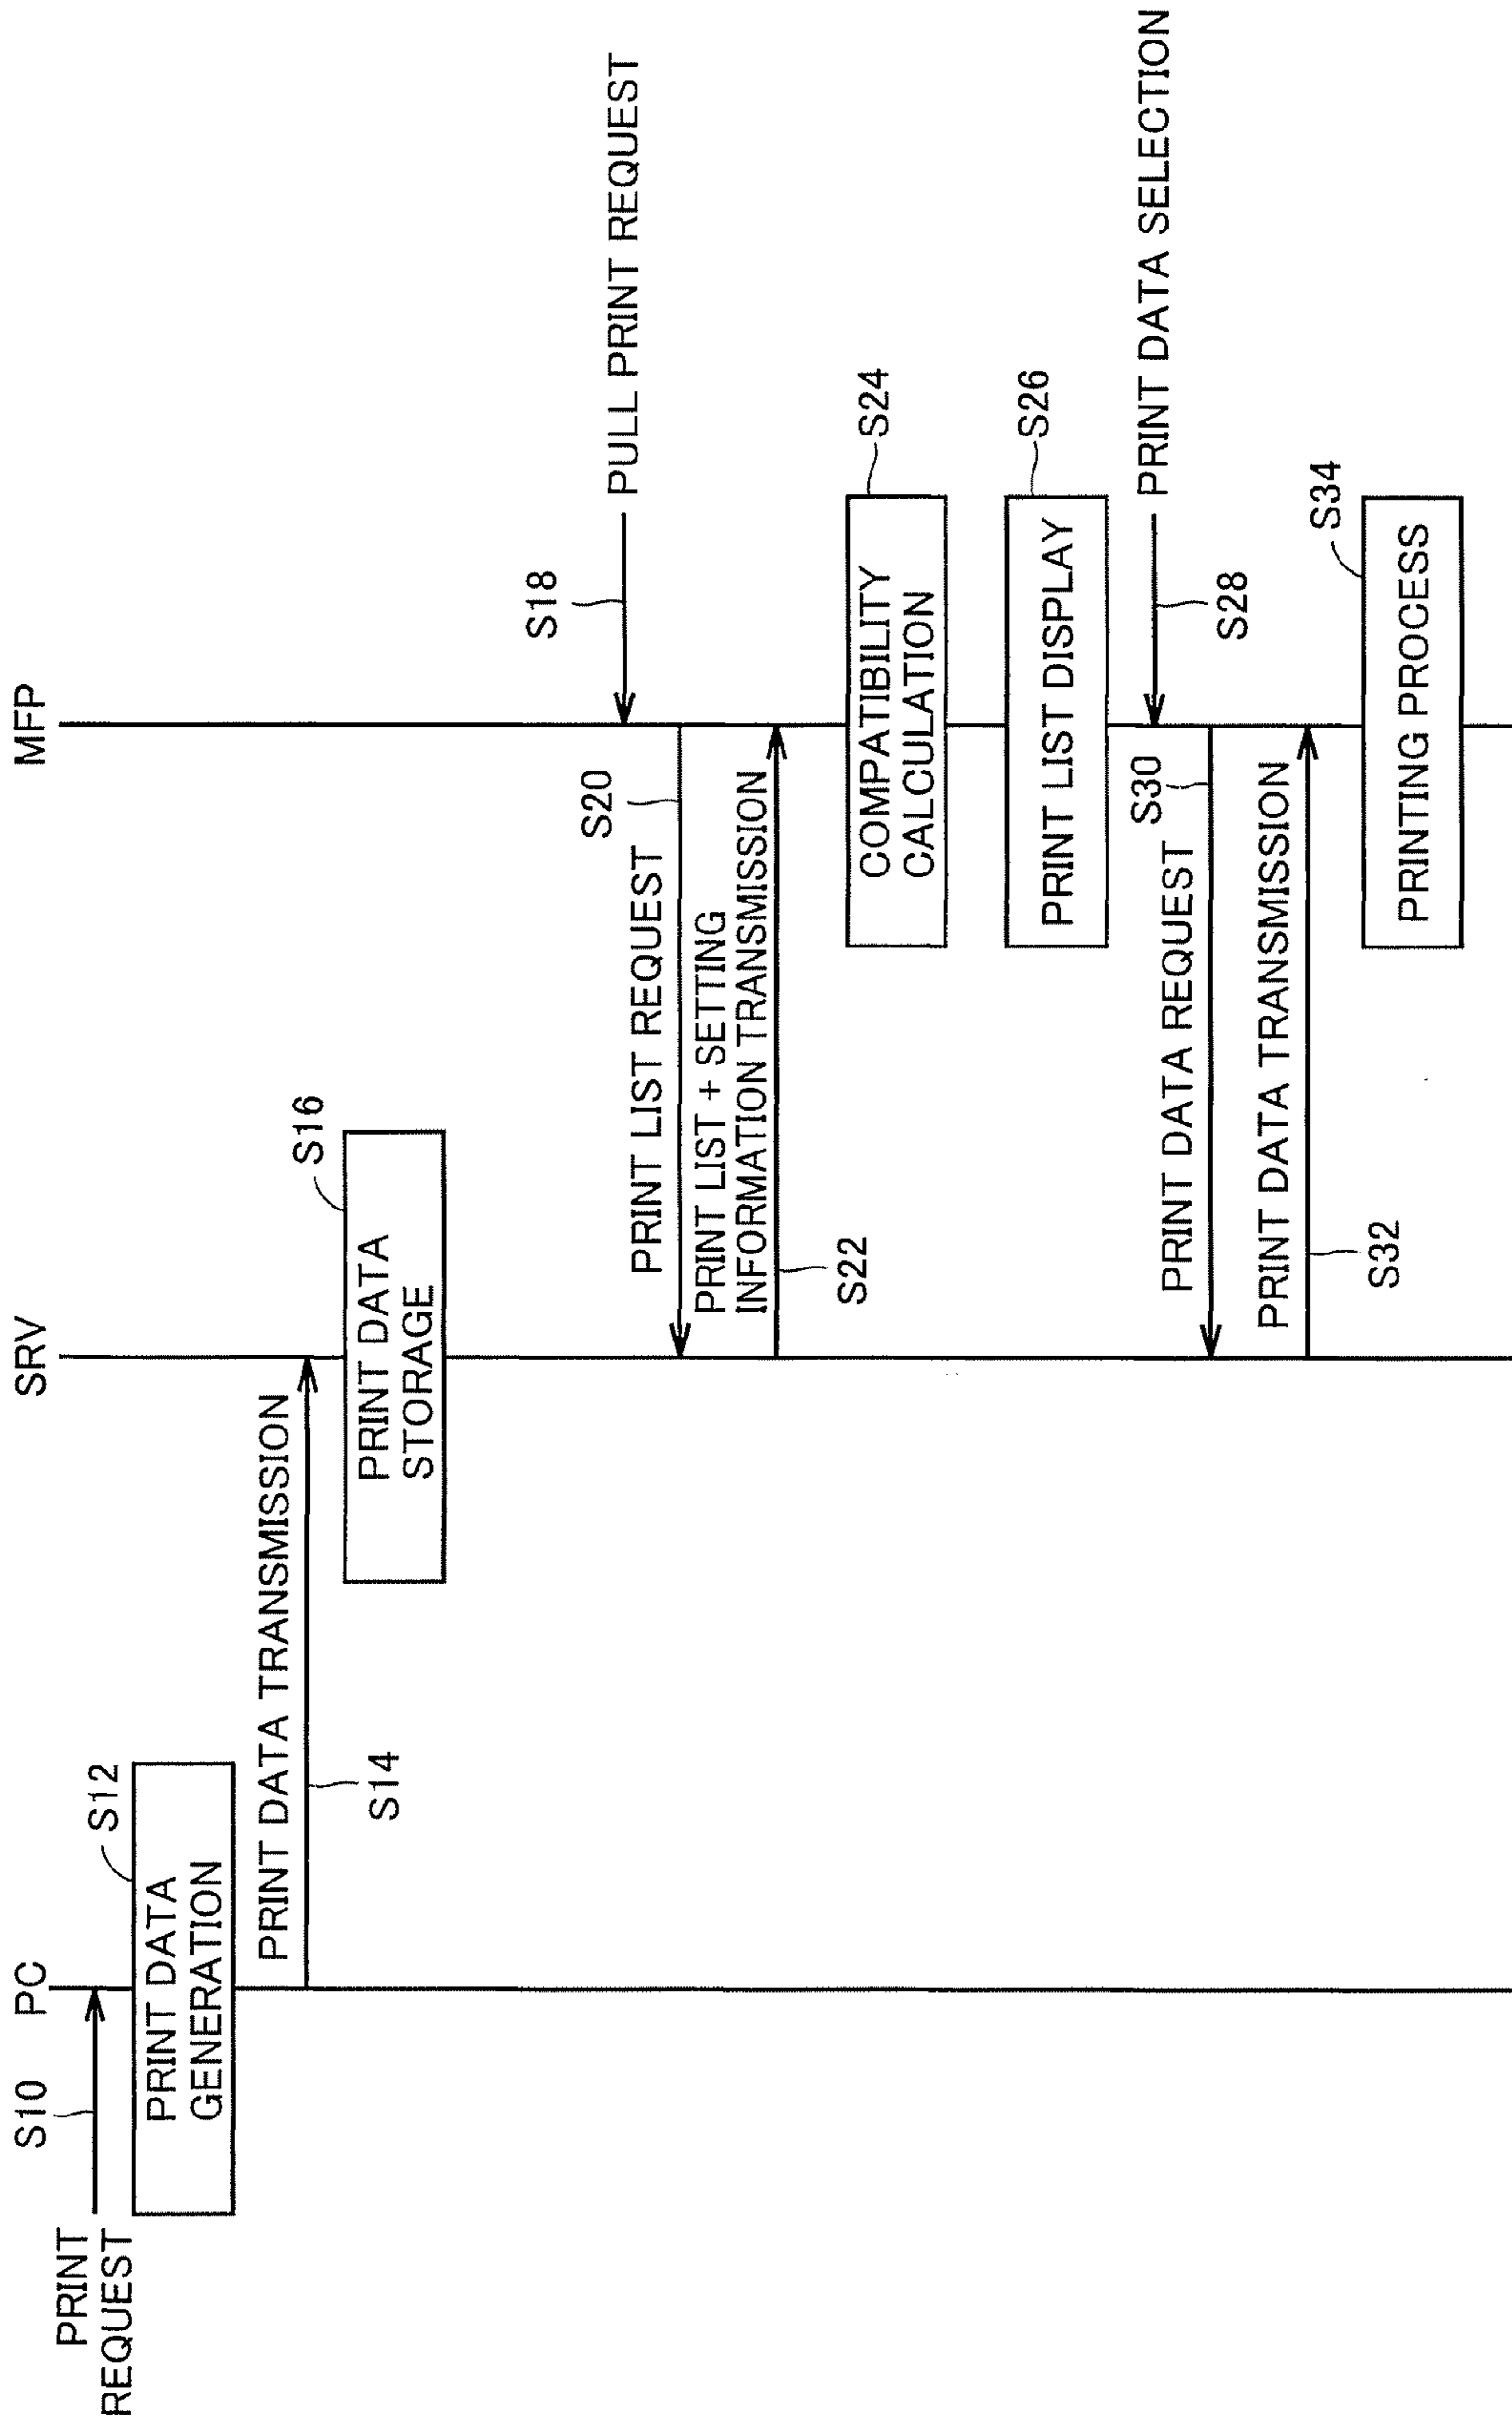 PC
SRV
MFP
S10
PRINT
REQUEST
S12
PRINT DATA
GENERATION
PRINT DATA TRANSMISSION
S14
S16
PRINT DATA
STORAGE
S18
PULL PRINT REQUEST
S20
PRINT LIST REQUEST
PRINT LIST + SETTING
INFORMATION TRANSMISSION
S22
S24
COMPATIBILITY
CALCULATION
S26
PRINT LIST DISPLAY
PRINT DATA SELECTION
S28
S30
PRINT DATA REQUEST
PRINT DATA TRANSMISSION
S32
S34
PRINTING PROCESS